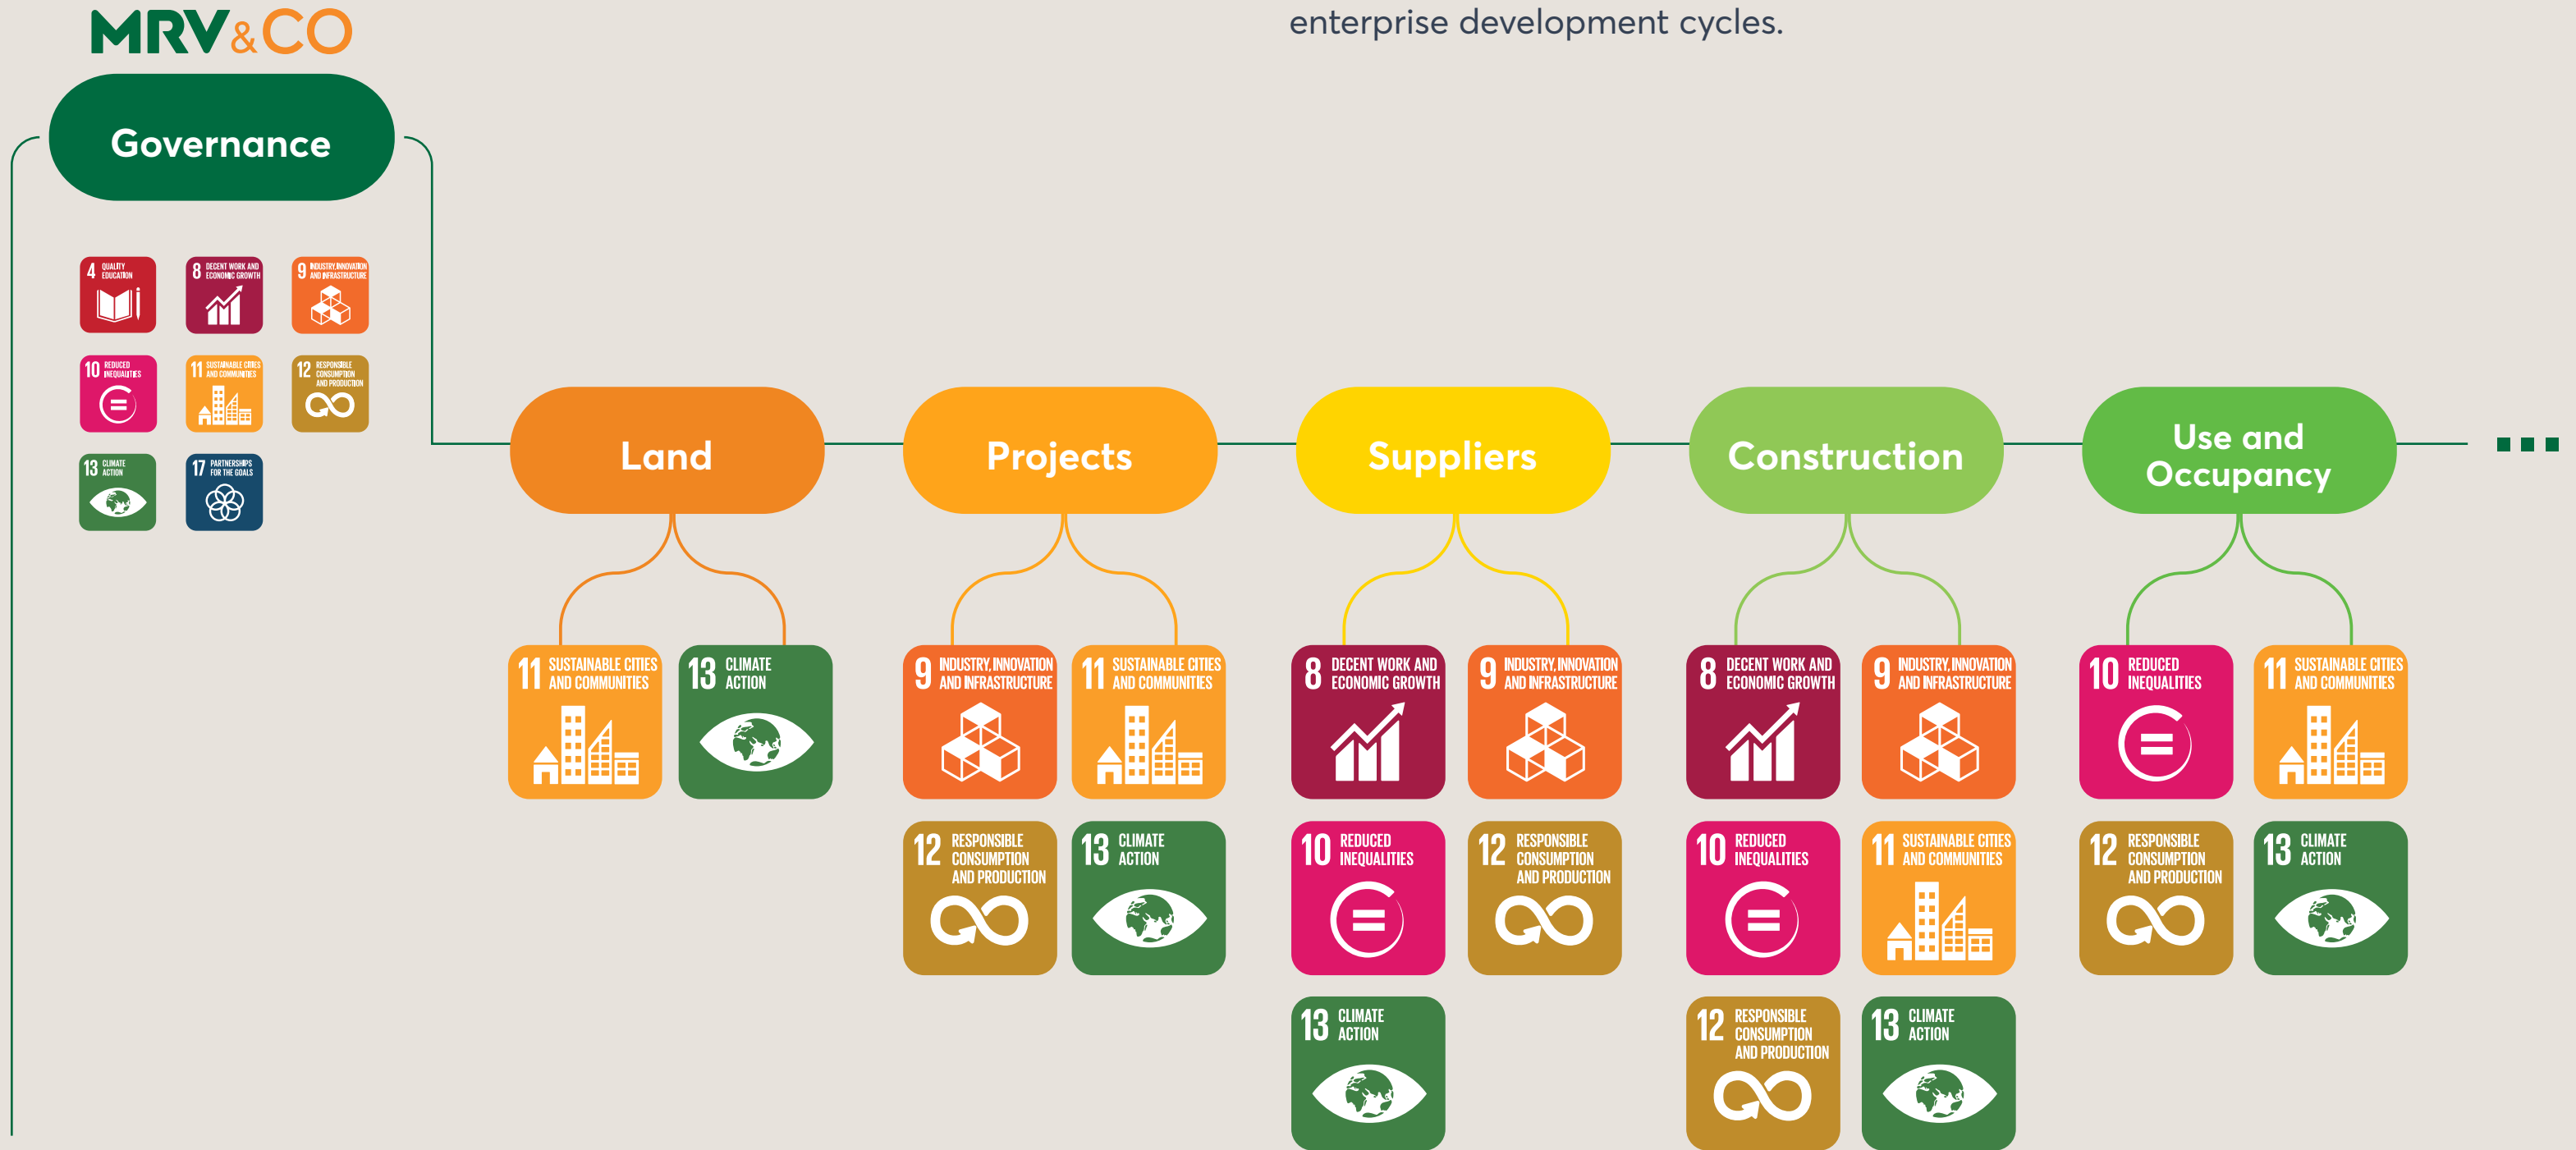 enterprise development cycles.
MRV&CO
Governance
4 QUALITY
EDUCATION
8 DECENT WORK AND
ECONOMIC GROWTH
9 INDUSTRY, INNOVATION
AND INFRASTRUCTURE
10 REDUCED
INEQUALITIES
11 SUSTAINABLE CITIES
AND COMMUNITIES
12 RESPONSIBLE
CONSUMPTION
AND PRODUCTION
13 CLIMATE
ACTION
17 PARTNERSHIPS
FOR THE GOALS
Land
11 SUSTAINABLE CITIES
AND COMMUNITIES
13 CLIMATE
ACTION
Projects
9 INDUSTRY, INNOVATION
AND INFRASTRUCTURE
11 SUSTAINABLE CITIES
AND COMMUNITIES
12 RESPONSIBLE
CONSUMPTION
AND PRODUCTION
13 CLIMATE
ACTION
Suppliers
8 DECENT WORK AND
ECONOMIC GROWTH
9 INDUSTRY, INNOVATION
AND INFRASTRUCTURE
10 REDUCED
INEQUALITIES
12 RESPONSIBLE
CONSUMPTION
AND PRODUCTION
13 CLIMATE
ACTION
Construction
8 DECENT WORK AND
ECONOMIC GROWTH
9 INDUSTRY, INNOVATION
AND INFRASTRUCTURE
10 REDUCED
INEQUALITIES
11 SUSTAINABLE CITIES
AND COMMUNITIES
12 RESPONSIBLE
CONSUMPTION
AND PRODUCTION
13 CLIMATE
ACTION
Use and
Occupancy
10 REDUCED
INEQUALITIES
11 SUSTAINABLE CITIES
AND COMMUNITIES
12 RESPONSIBLE
CONSUMPTION
AND PRODUCTION
13 CLIMATE
ACTION